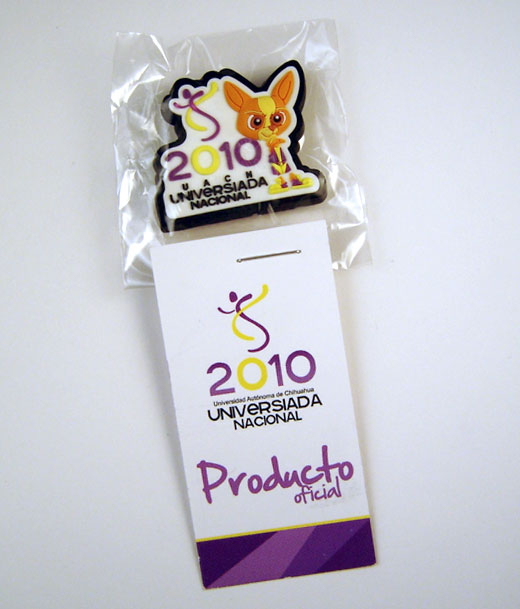 2010
UACH
UNIVERSIADA
NACIONAL
2010
Universidad Autónoma de Chihuahua
UNIVERSIADA
NACIONAL
Producto
oficial